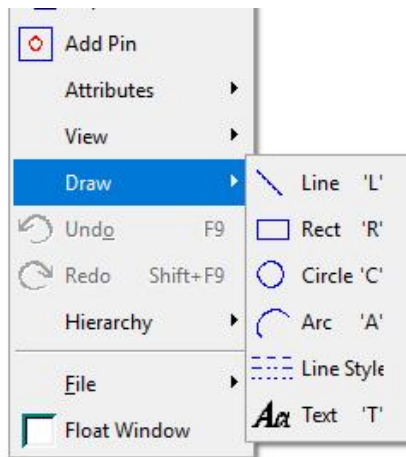 Add Pin
Attributes
View
Draw
Undo F9
Redo Shift+F9
Hierarchy
File
Float Window
Line 'L'
Rect 'R'
Circle 'C'
Arc 'A'
Line Style
Aa Text 'T'